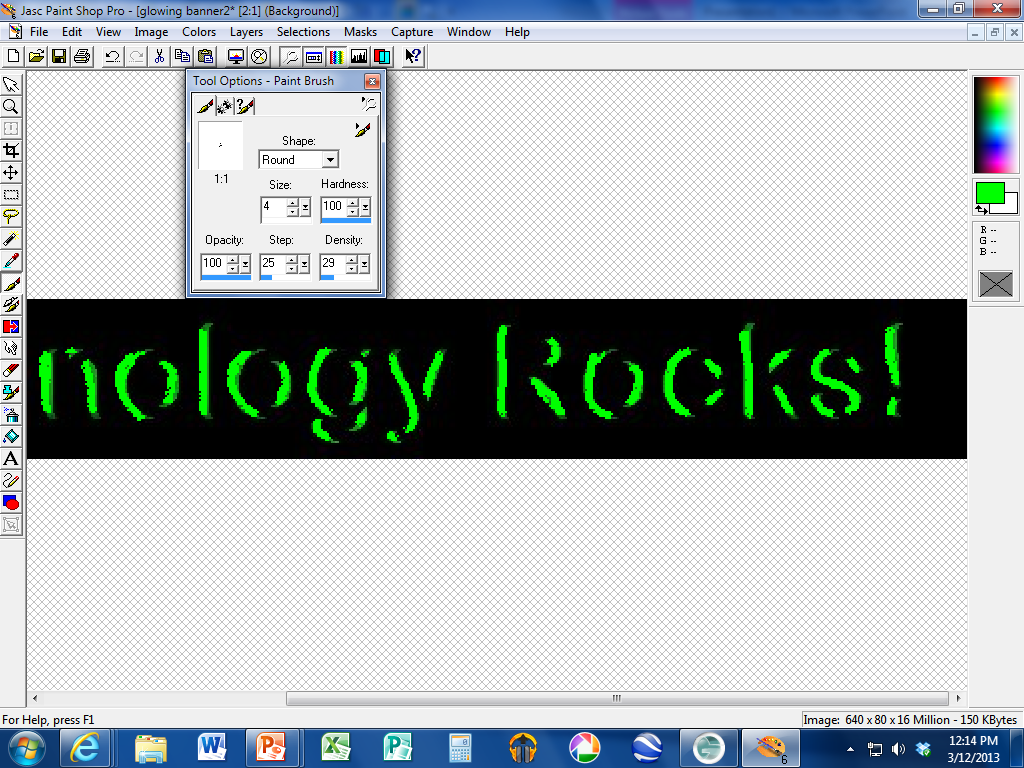 Jasc Paint Shop Pro - [glowing banner2* [2:1] (Background)]
File Edit View Image Colors Layers Selections Masks Capture Window Help
Tool Options - Paint Brush
Shape:
Round
1:1
Size: Hardness:
4 100
Opacity: Step: Density:
100 25 29
R --
G --
B --
nology Rocks!
For Help, press F1
Image: 640 x 80 x 16 Million - 150 KBytes
12:14 PM
3/12/2013